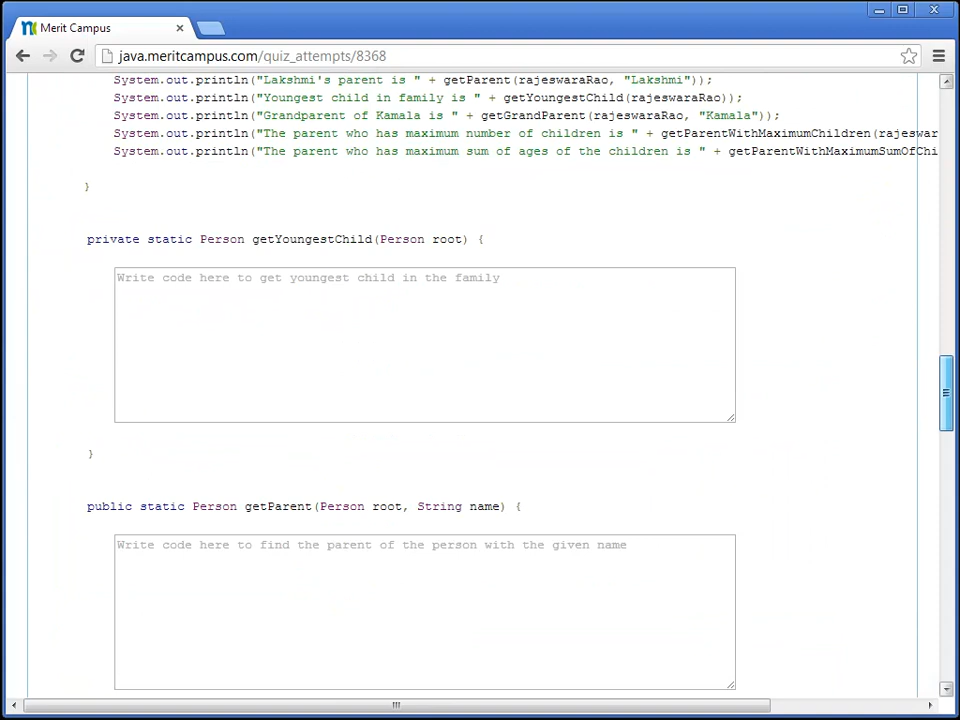 Merit Campus
java.meritcampus.com/quiz_attempts/8368
System.out.println("Lakshmi's parent is " + getParent(rajeswaraRao, "Lakshmi"));
System.out.println("Youngest child in family is " + getYoungestChild(rajeswaraRao));
System.out.println("Grandparent of Kamala is " + getGrandParent(rajeswaraRao, "Kamala"));
System.out.println("The parent who has maximum number of children is " + getParentWithMaximumChildren(rajeswar
System.out.println("The parent who has maximum sum of ages of the children is " + getParentWithMaximumSumOfChi
}
private static Person getYoungestChild(Person root) {
Write code here to get youngest child in the family
}
public static Person getParent(Person root, String name) {
Write code here to find the parent of the person with the given name